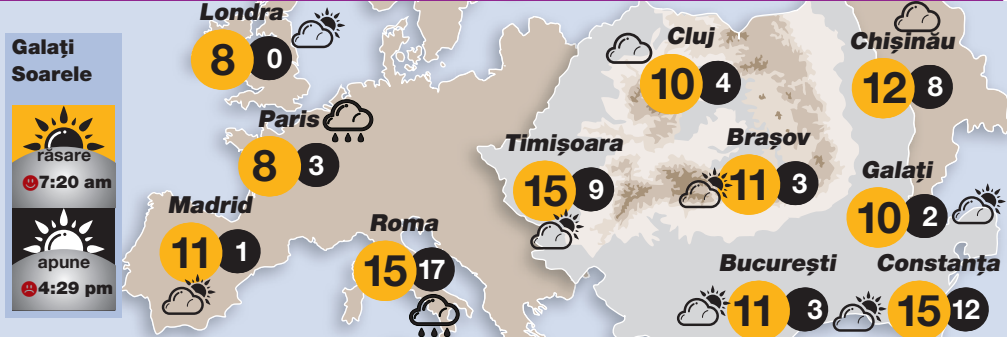 Galați
Soarele
răsare
7:20 am
apune
4:29 pm
Londra
8 0
Paris
8 3
Madrid
11 1
Roma
15 17
Timișoara
15 9
Cluj
10 4
Brașov
11 3
București
11 3
Chișinău
12 8
Galați
10 2
Constanța
15 12